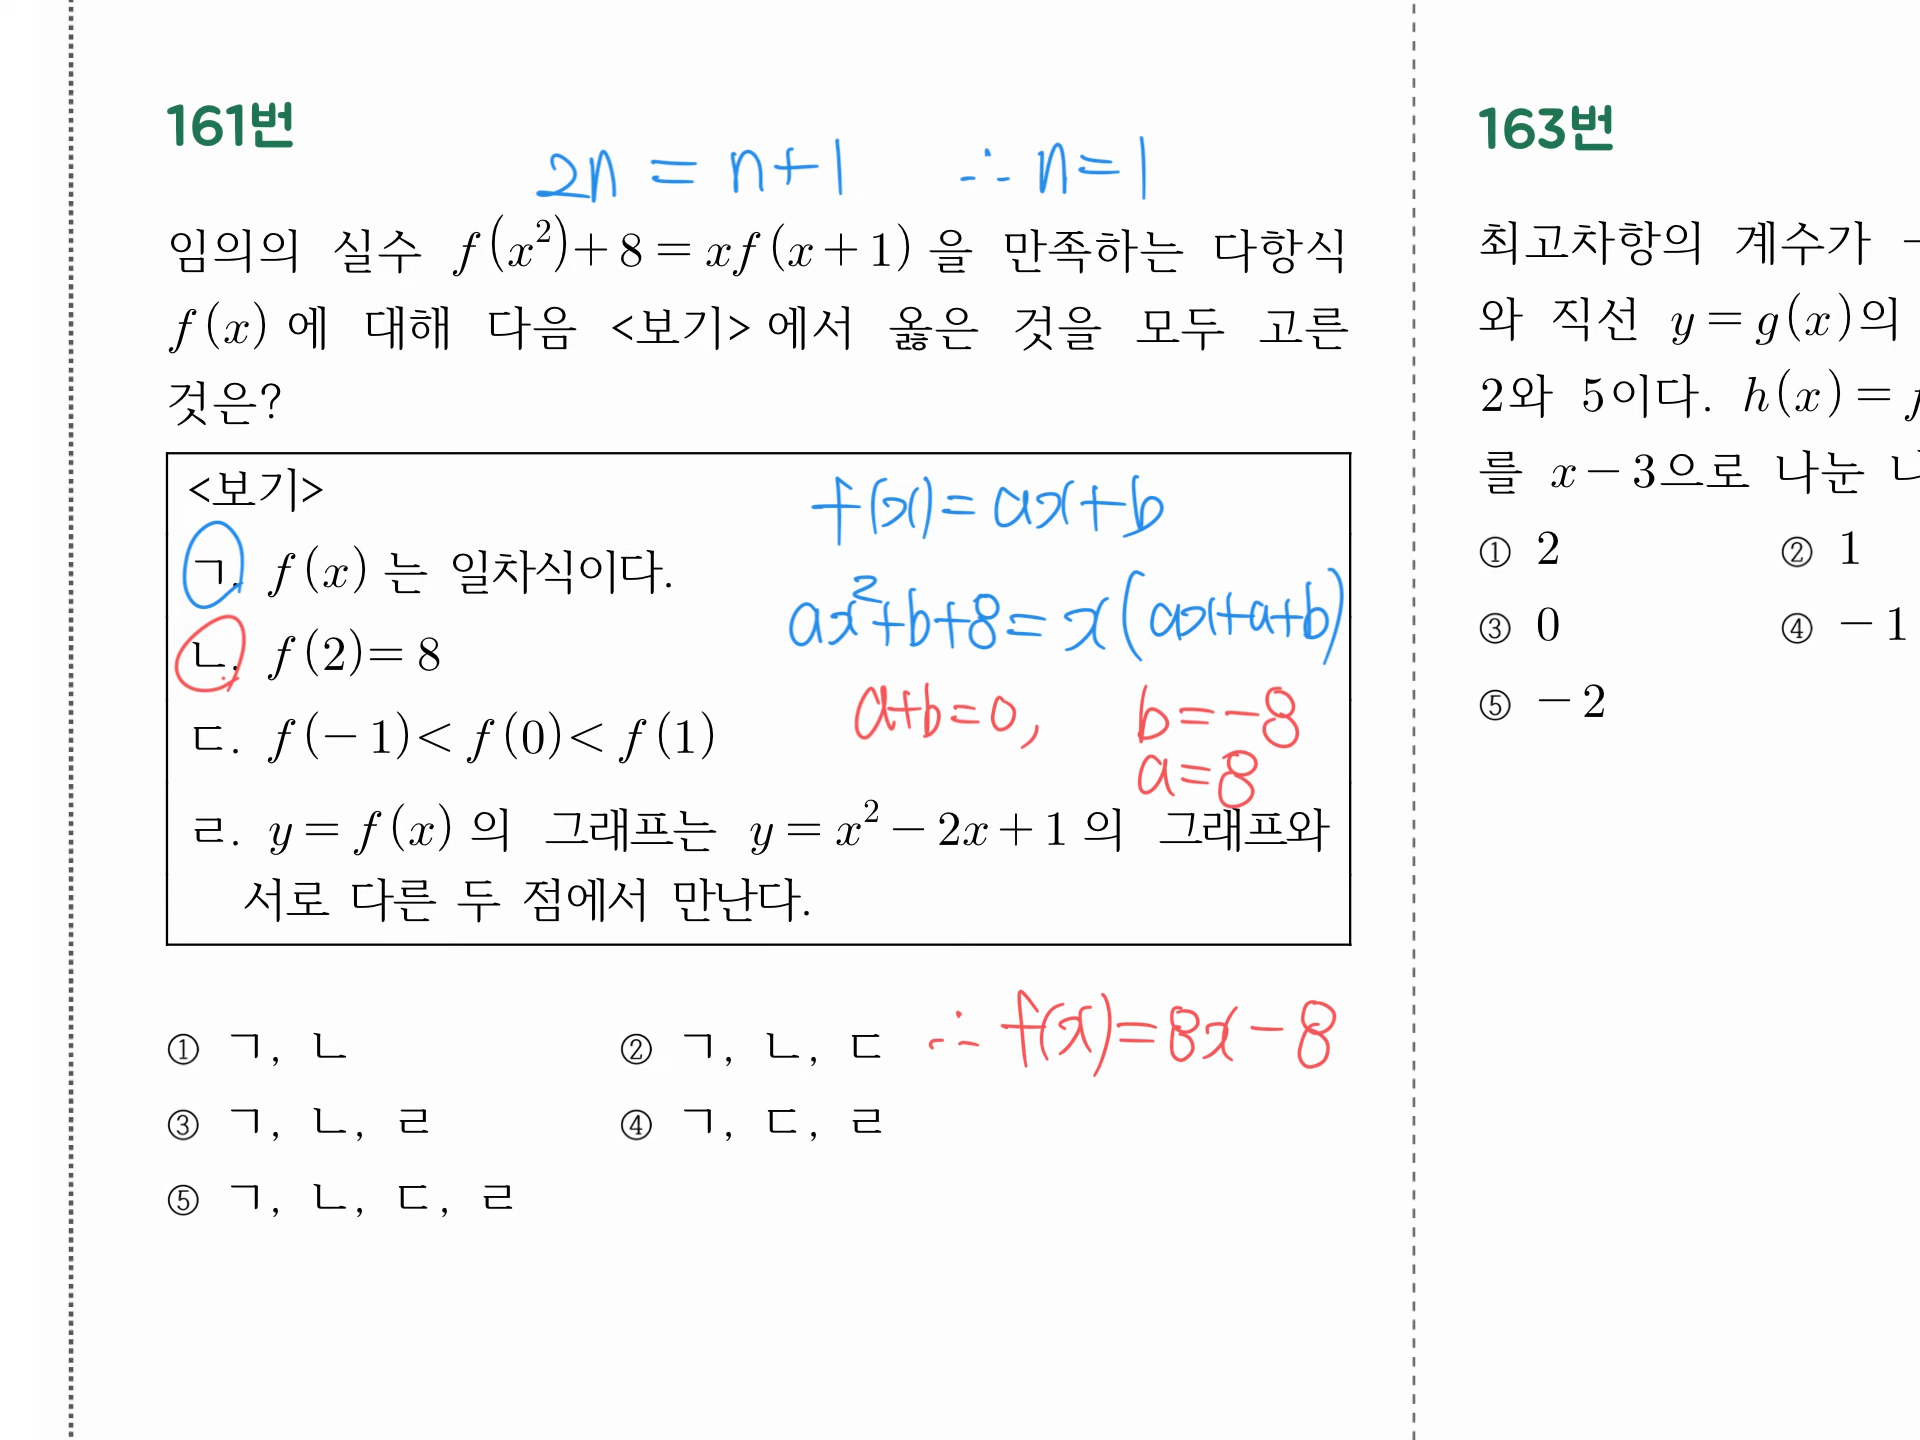 161번
2n = n+1 ∴ n=1
임의의 실수 f(x²)+8=xf(x+1)을 만족하는 다항식
f(x)에 대해 다음 <보기>에서 옳은 것을 모두 고른
것은?
<보기>
f(x)=ax+b
ㄱ. f(x)는 일차식이다.
ax²+b+8=x(ax+a+b)
ㄴ. f(2)=8
a+b=0, b=-8
ㄷ. f(-1)<f(0)<f(1)
a=8
ㄹ. y=f(x)의 그래프는 y=x²-2x+1의 그래프와
서로 다른 두 점에서 만난다.
∴ f(x)=8x-8
① ㄱ, ㄴ ② ㄱ, ㄴ, ㄷ
③ ㄱ, ㄴ, ㄹ ④ ㄱ, ㄷ, ㄹ
⑤ ㄱ, ㄴ, ㄷ, ㄹ
163번
최고차항의 계수가
와 직선 y=g(x)의
2와 5이다. h(x)=
를 x-3으로 나눈
① 2 ② 1
③ 0 ④ -1
⑤ -2